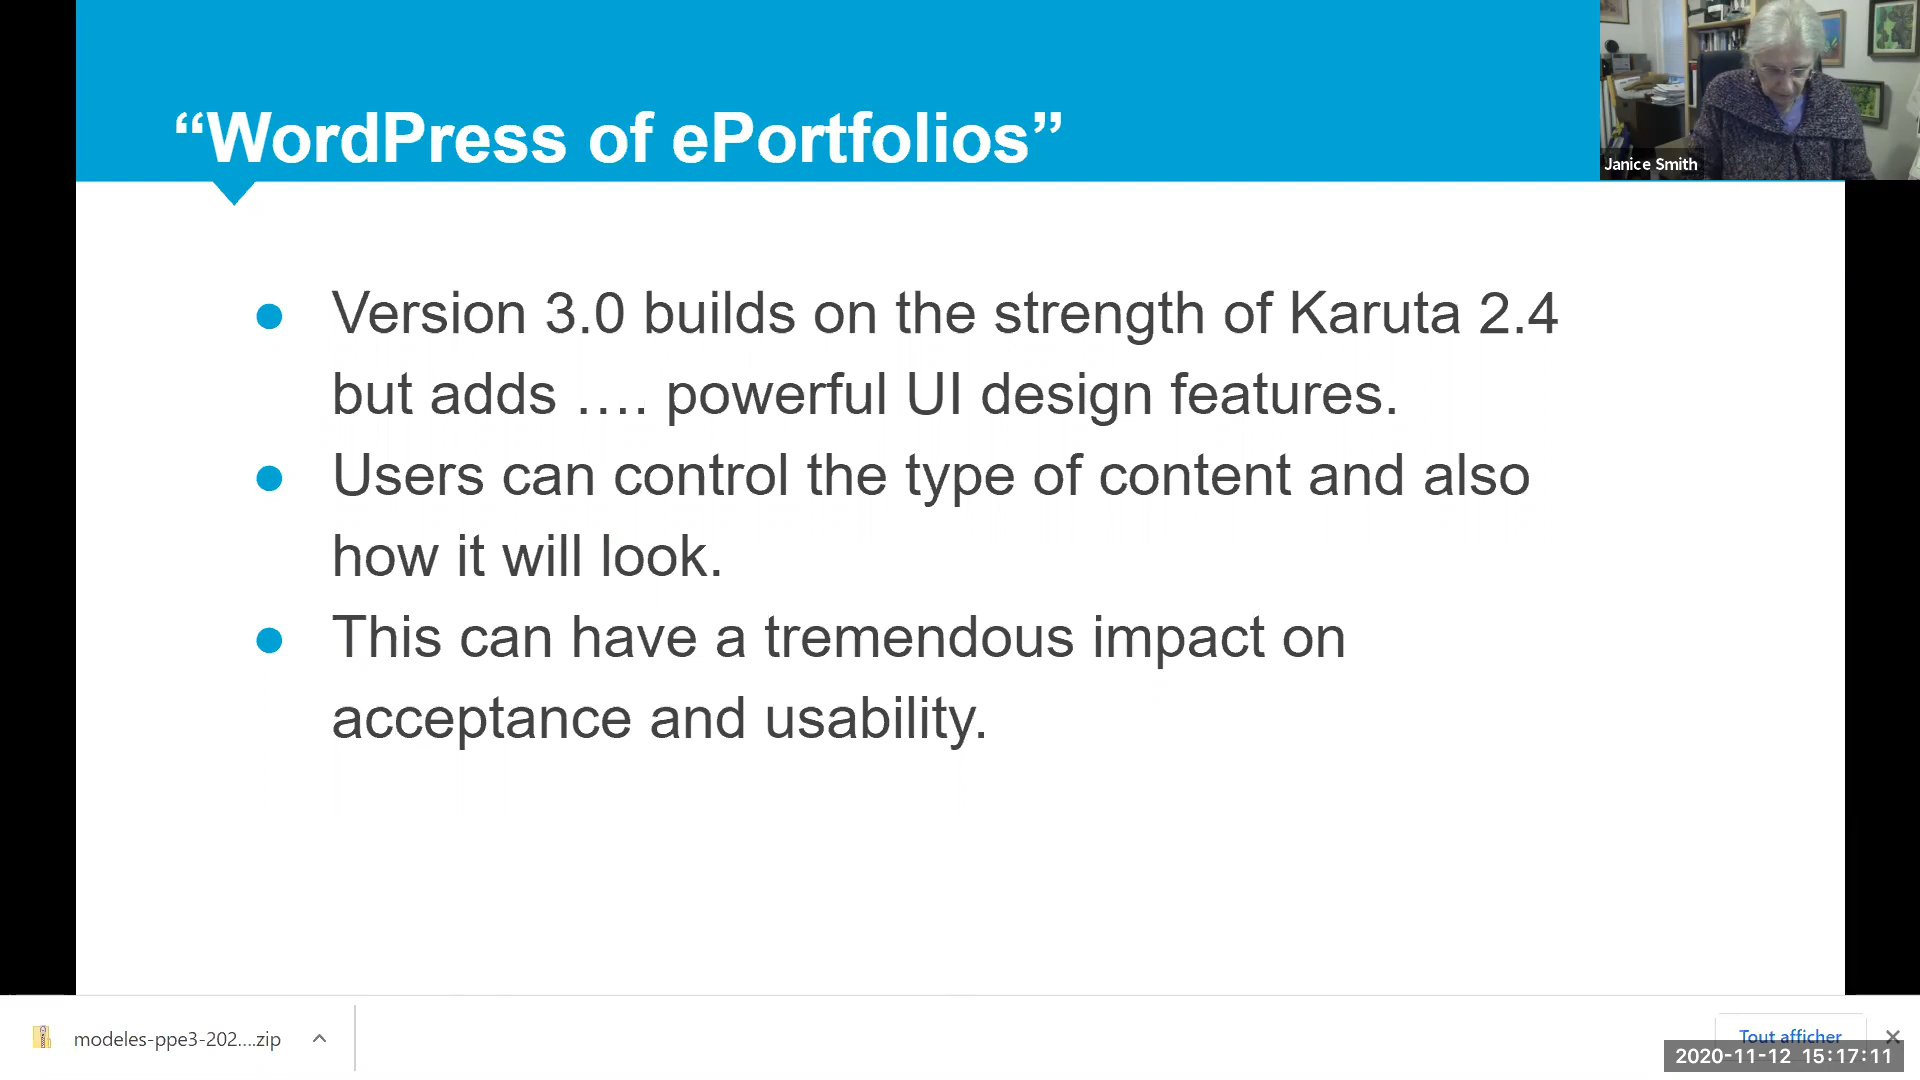 “WordPress of ePortfolios”
Janice Smith
● Version 3.0 builds on the strength of Karuta 2.4
but adds …. powerful UI design features.
● Users can control the type of content and also
how it will look.
● This can have a tremendous impact on
acceptance and usability.
modeles-ppe3-202....zip
Tout afficher
2020-11-12 15:17:11